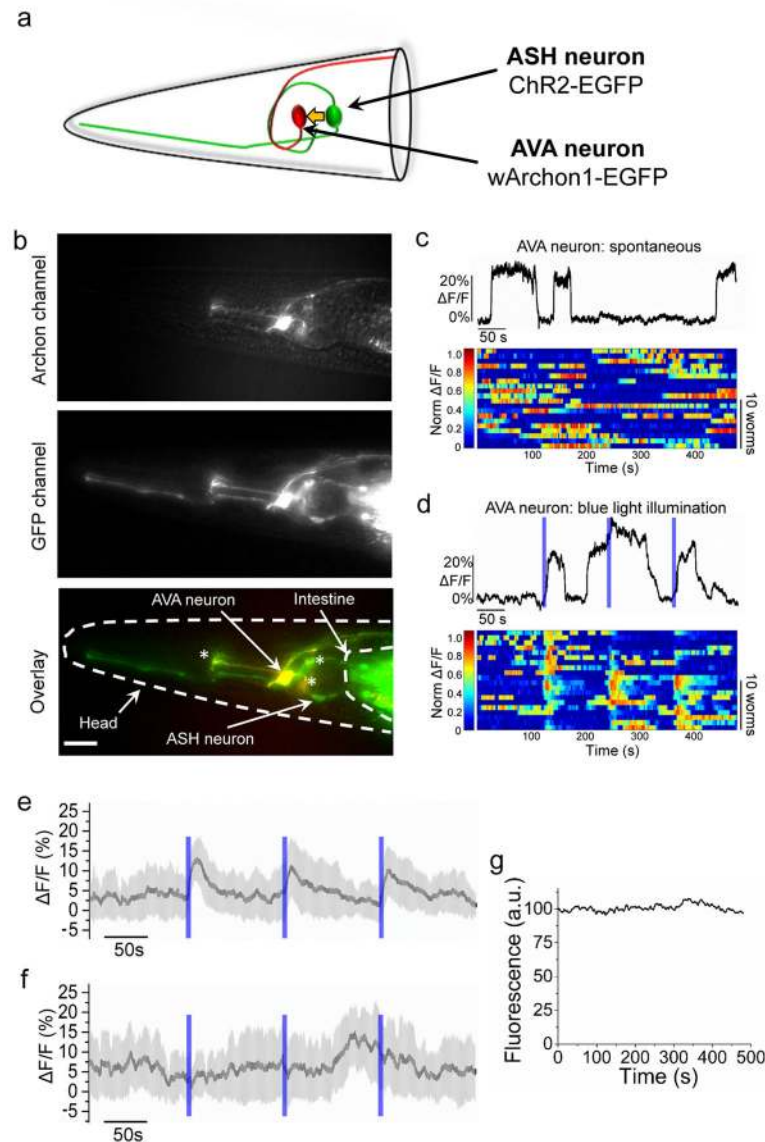 a
ASH neuron
ChR2-EGFP
AVA neuron
wArchon1-EGFP
b
Archon channel
GFP channel
Overlay
AVA neuron
Intestine
*
*
*
Head
ASH neuron
c
AVA neuron: spontaneous
20%
ΔF/F
0%
50 s
Norm ΔF/F
1.0
0.8
0.6
0.4
0.2
0
10 worms
100 200 300 400
Time (s)
d
AVA neuron: blue light illumination
20%
ΔF/F
0%
50 s
Norm ΔF/F
1.0
0.8
0.6
0.4
0.2
0
10 worms
100 200 300 400
Time (s)
e
ΔF/F (%)
25
20
15
10
5
0
-5
50s
f
ΔF/F (%)
25
20
15
10
5
0
-5
50s
g
Fluorescence (a.u.)
100
75
50
25
0
0 100 200 300 400 500
Time (s)